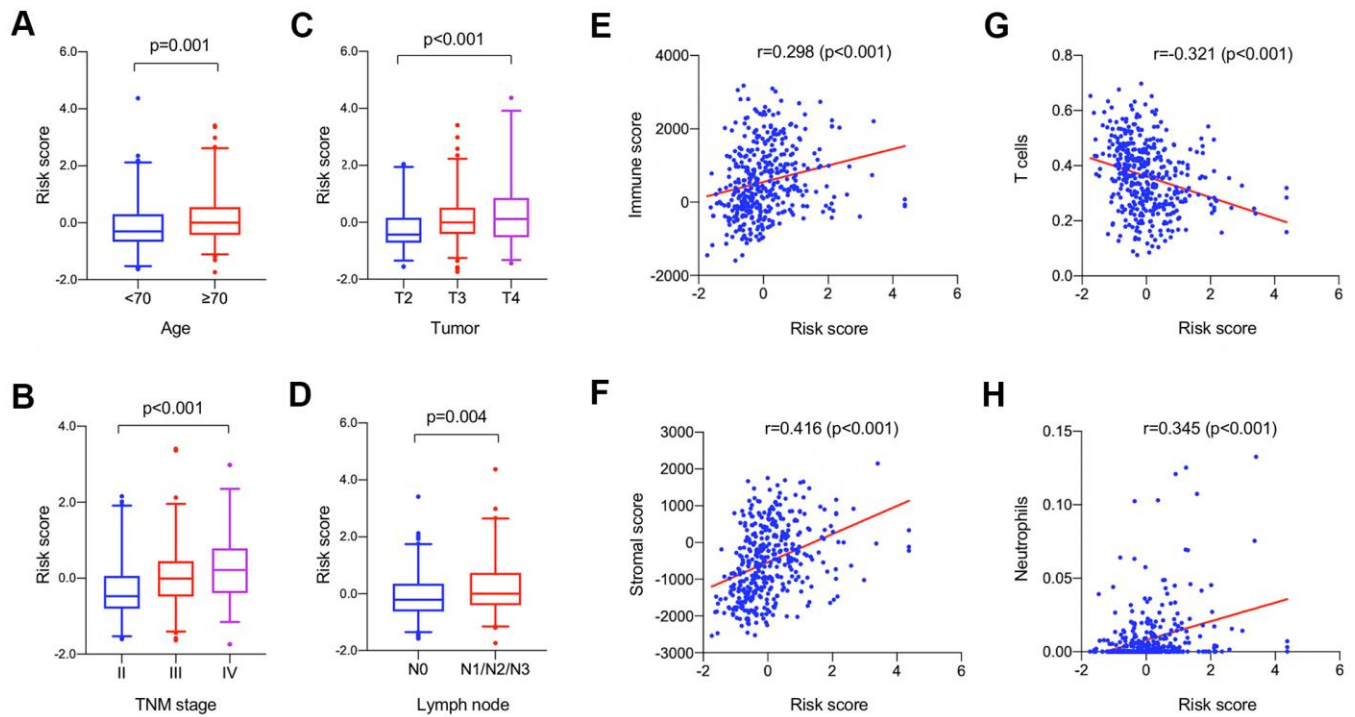 A
p=0.001
Risk score
6.0
4.0
2.0
0.0
-2.0
<70
≥70
Age
C
p<0.001
Risk score
6.0
4.0
2.0
0.0
-2.0
T2
T3
T4
Tumor
E
r=0.298 (p<0.001)
Immune score
4000
2000
0
-2000
-2
0
2
4
6
Risk score
G
r=-0.321 (p<0.001)
T cells
0.8
0.6
0.4
0.2
0.0
-2
0
2
4
6
Risk score
B
p<0.001
Risk score
4.0
2.0
0.0
-2.0
II
III
IV
TNM stage
D
p=0.004
Risk score
6.0
4.0
2.0
0.0
-2.0
N0
N1/N2/N3
Lymph node
F
r=0.416 (p<0.001)
Stromal score
3000
2000
1000
0
-1000
-2000
-3000
-2
0
2
4
6
Risk score
H
r=0.345 (p<0.001)
Neutrophils
0.15
0.10
0.05
0.00
-2
0
2
4
6
Risk score